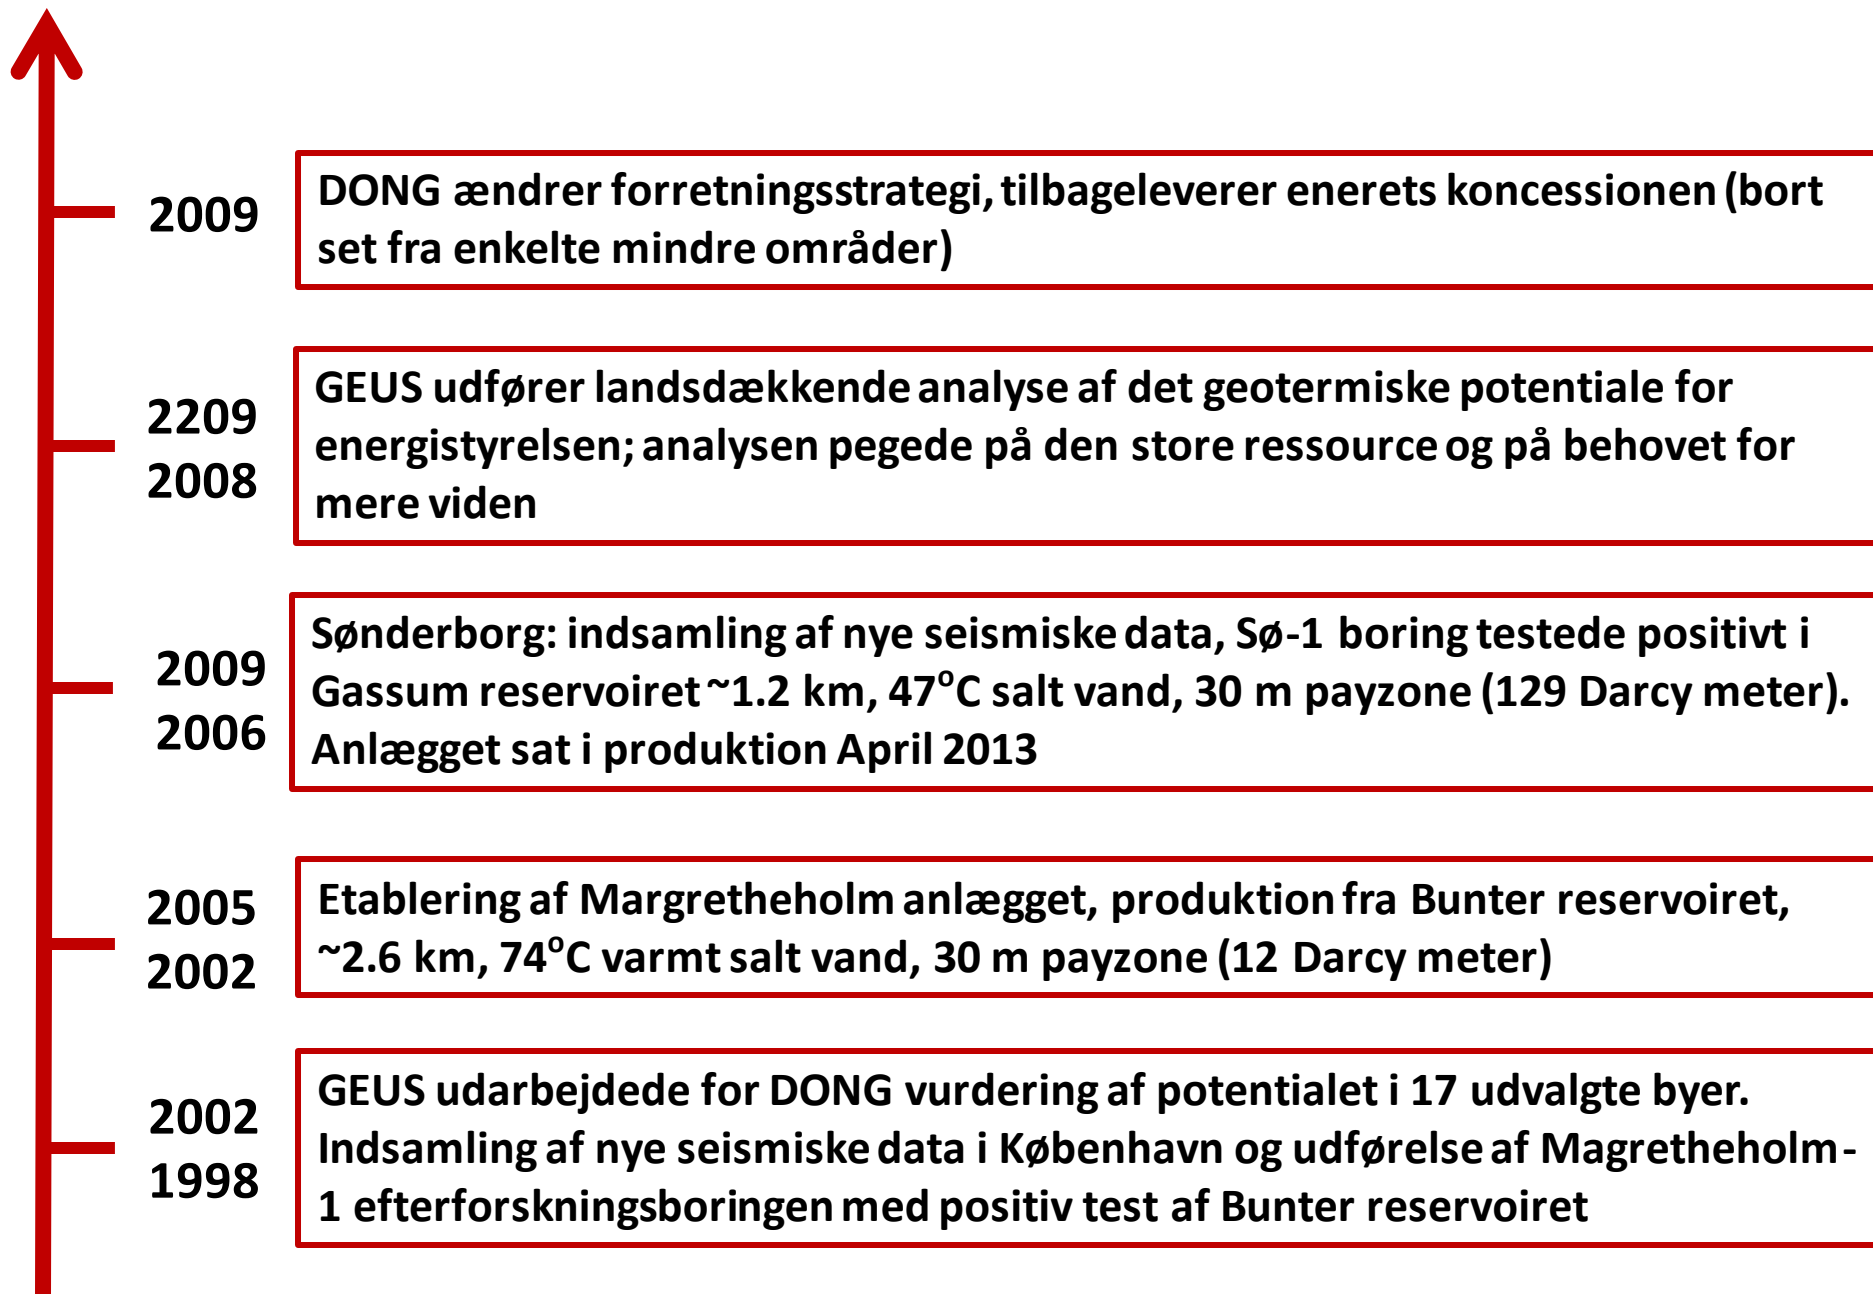 2009
DONG ændrer forretningsstrategi, tilbageleverer enerets koncessionen (bort
set fra enkelte mindre områder)
2209
2008
GEUS udfører landsdækkende analyse af det geotermiske potentiale for
energistyrelsen; analysen pegede på den store ressource og på behovet for
mere viden
2009
2006
Sønderborg: indsamling af nye seismiske data, Sø-1 boring testede positivt i
Gassum reservoiret ~1.2 km, 47°C salt vand, 30 m payzone (129 Darcy meter).
Anlægget sat i produktion April 2013
2005
2002
Etablering af Margretheholm anlægget, produktion fra Bunter reservoiret,
~2.6 km, 74°C varmt salt vand, 30 m payzone (12 Darcy meter)
2002
1998
GEUS udarbejdede for DONG vurdering af potentialet i 17 udvalgte byer.
Indsamling af nye seismiske data i København og udførelse af Magretheholm-
1 efterforskningsboringen med positiv test af Bunter reservoiret